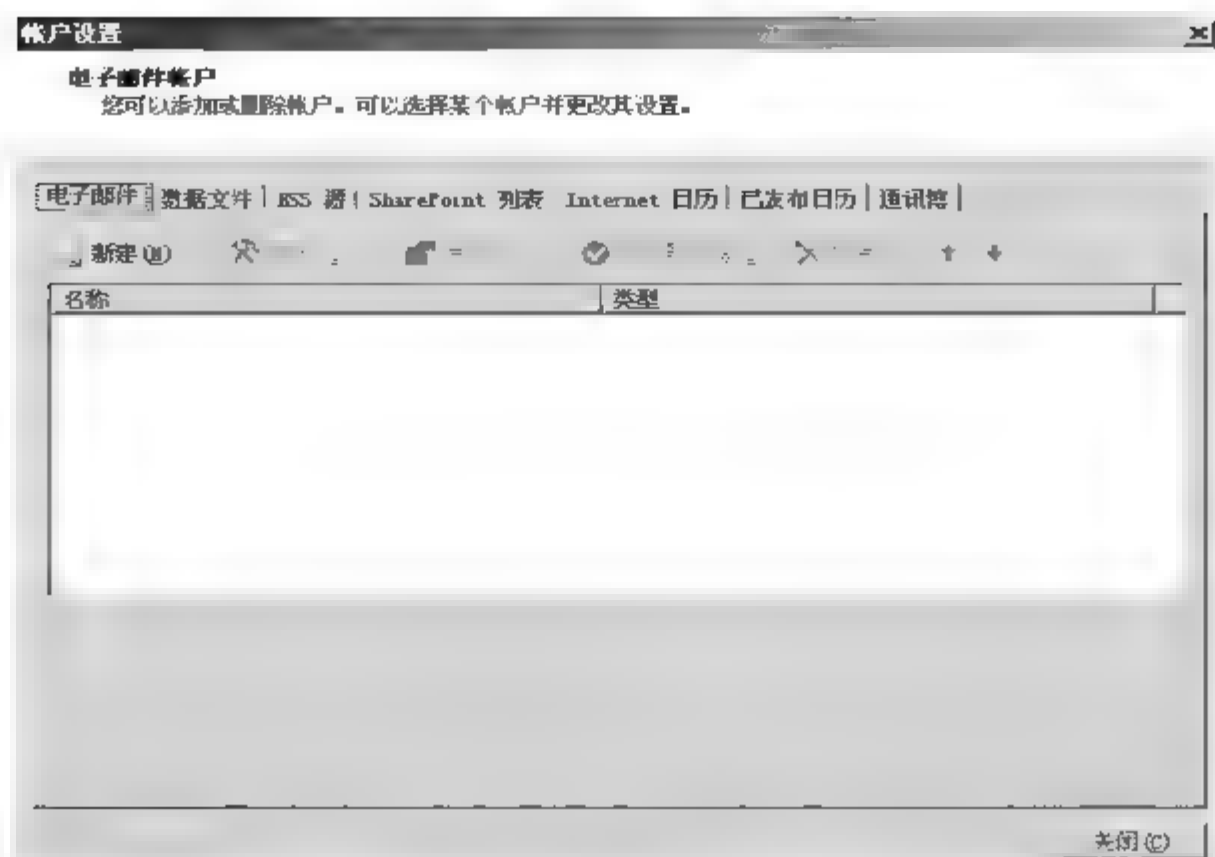 帐户设置
电子邮件帐户
您可以添加或删除帐户。可以选择某个帐户并更改其设置。
电子邮件 数据文件 RSS 源 SharePoint 列表 Internet 日历 已发布日历 通讯簿
新建(N)
名称 类型
关闭(C)